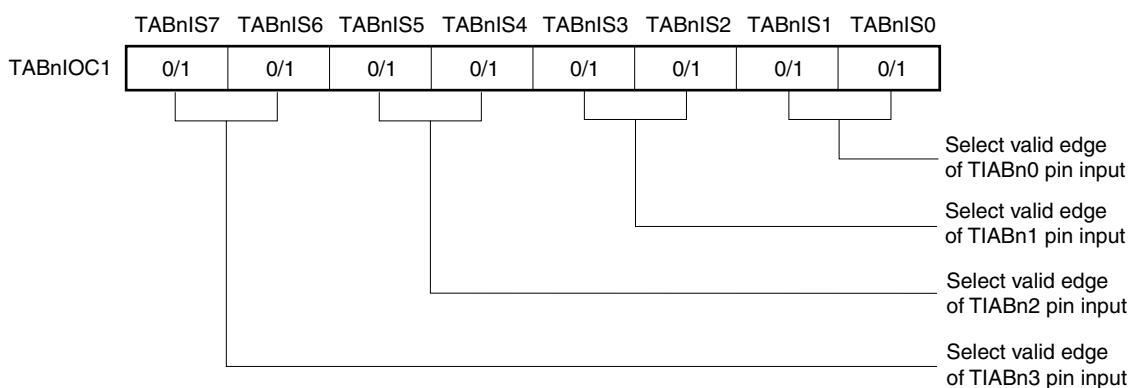 TABnIS7 TABnIS6 TABnIS5 TABnIS4 TABnIS3 TABnIS2 TABnIS1 TABnIS0
TABnIOC1 0/1 0/1 0/1 0/1 0/1 0/1 0/1 0/1
Select valid edge
of TIABn0 pin input
Select valid edge
of TIABn1 pin input
Select valid edge
of TIABn2 pin input
Select valid edge
of TIABn3 pin input